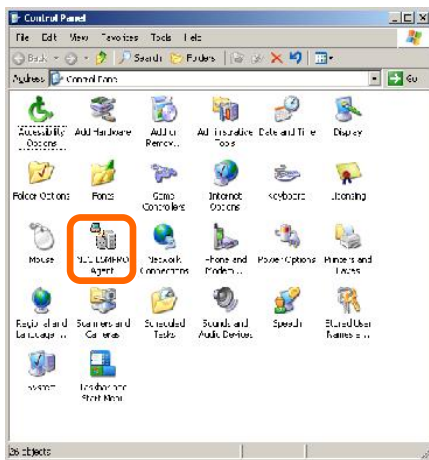 Control Panel
File Edit View Favorites Tools Help
Back Search Folders
Address Control Panel Go
Accessibility Options
Add Hardware
Add or Remov...
Administrative Tools
Date and Time
Display
Folder Options
Fonts
Game Controllers
Internet Options
Keyboard
Licensing
Mouse
NEC ESMPRO Agent
Network Connections
Phone and Modem ...
Power Options
Printers and Faxes
Regional and Language ...
Scanners and Cameras
Scheduled Tasks
Sounds and Audio Devices
Speech
Stored User Names a...
System
Taskbar and Start Menu
26 objects